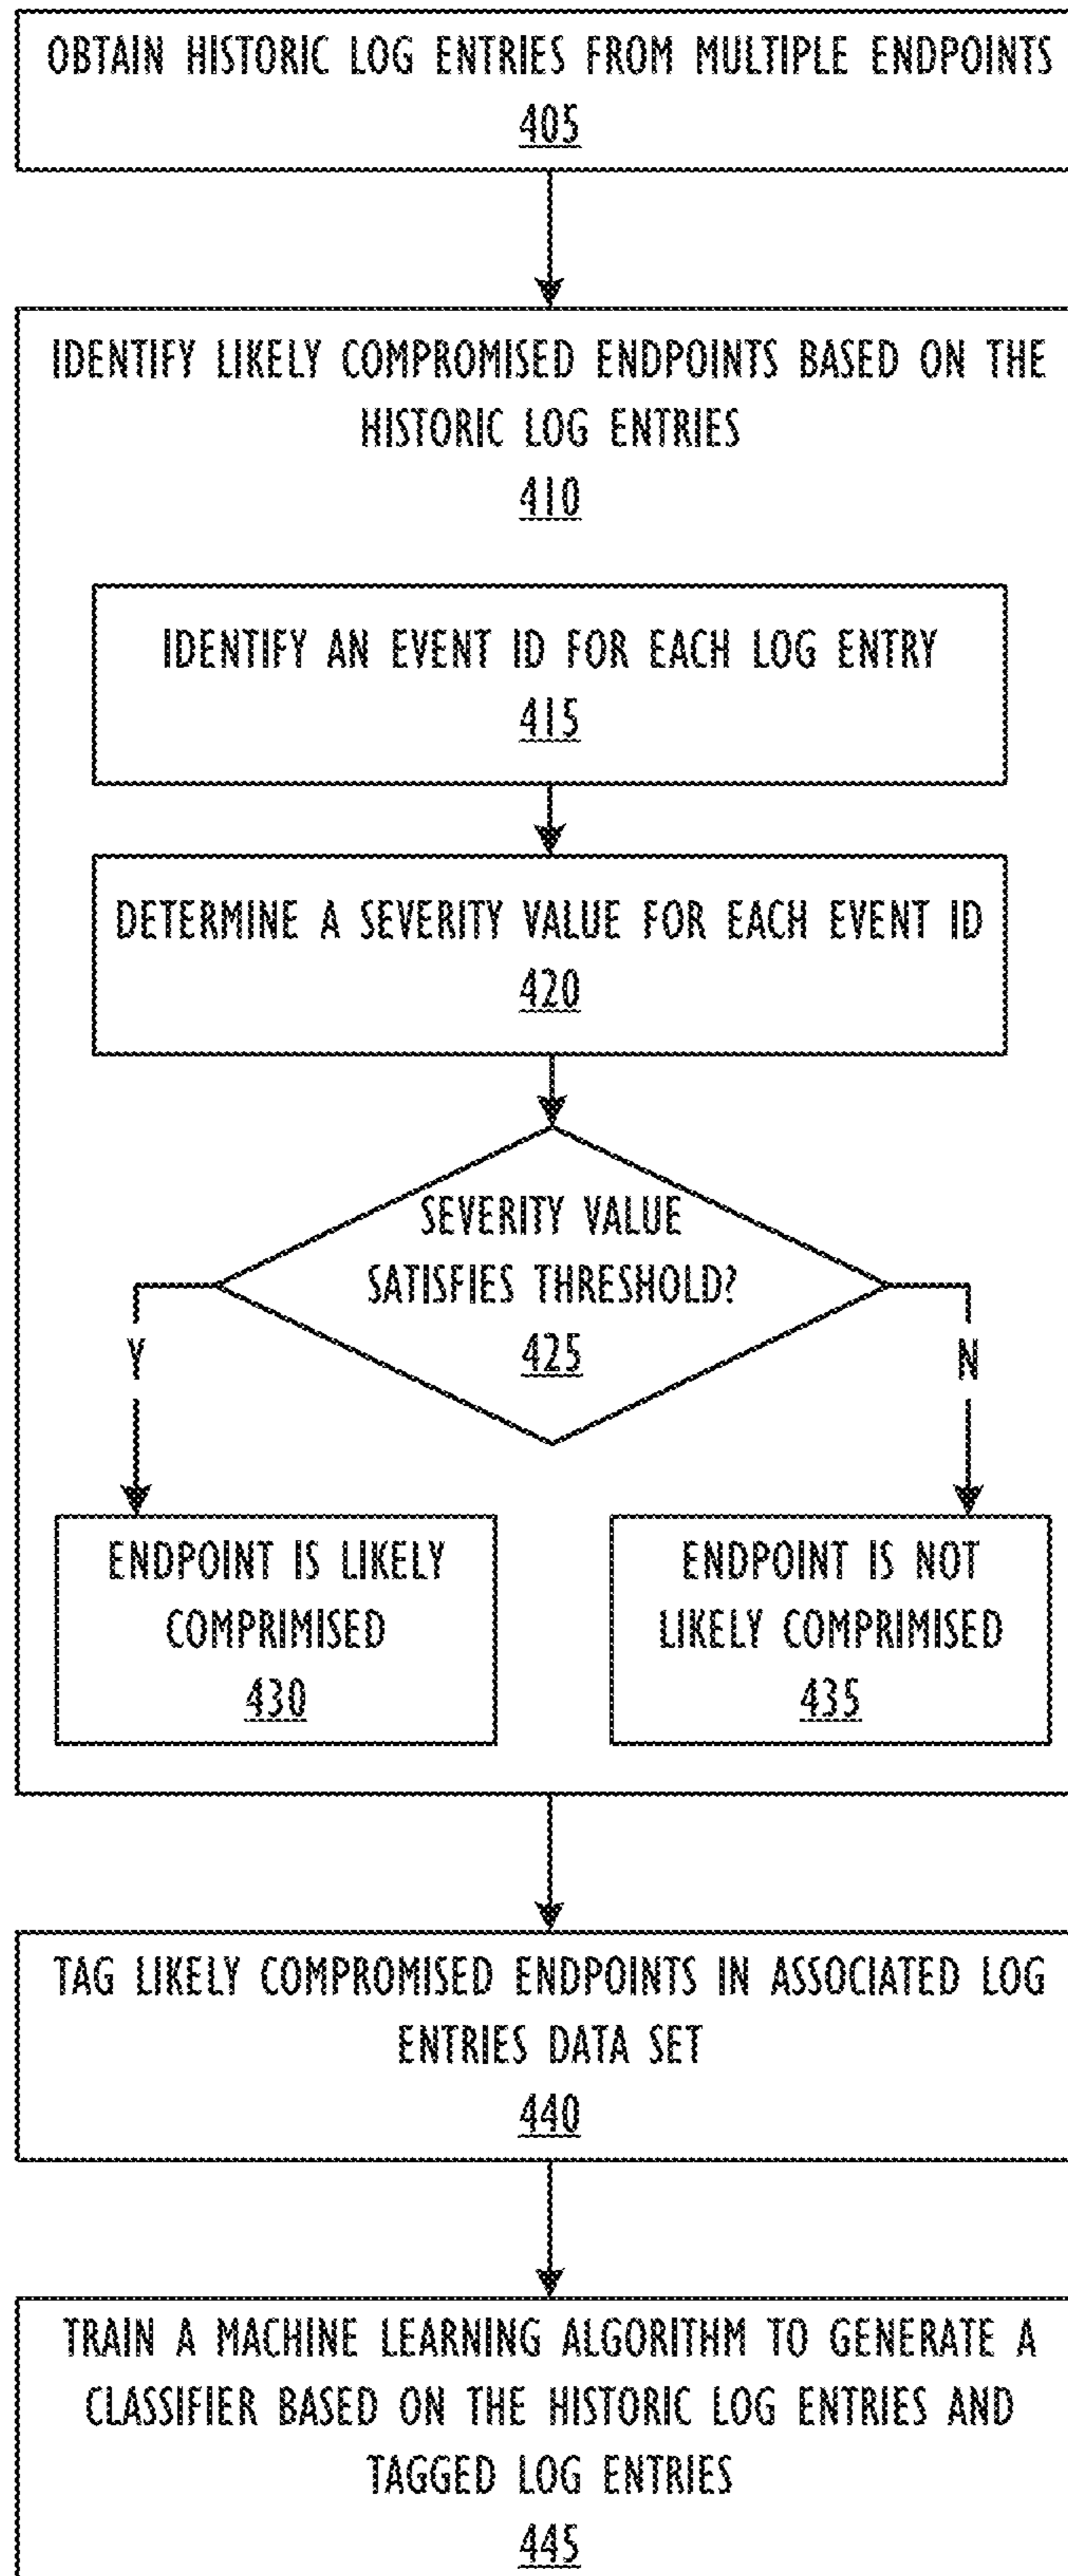 OBTAIN HISTORIC LOG ENTRIES FROM MULTIPLE ENDPOINTS
405
IDENTIFY LIKELY COMPROMISED ENDPOINTS BASED ON THE
HISTORIC LOG ENTRIES
410
IDENTIFY AN EVENT ID FOR EACH LOG ENTRY
415
DETERMINE A SEVERITY VALUE FOR EACH EVENT ID
420
SEVERITY VALUE
SATISFIES THRESHOLD?
425
Y
N
ENDPOINT IS LIKELY
COMPRIMISED
430
ENDPOINT IS NOT
LIKELY COMPRIMISED
435
TAG LIKELY COMPROMISED ENDPOINTS IN ASSOCIATED LOG
ENTRIES DATA SET
440
TRAIN A MACHINE LEARNING ALGORITHM TO GENERATE A
CLASSIFIER BASED ON THE HISTORIC LOG ENTRIES AND
TAGGED LOG ENTRIES
445